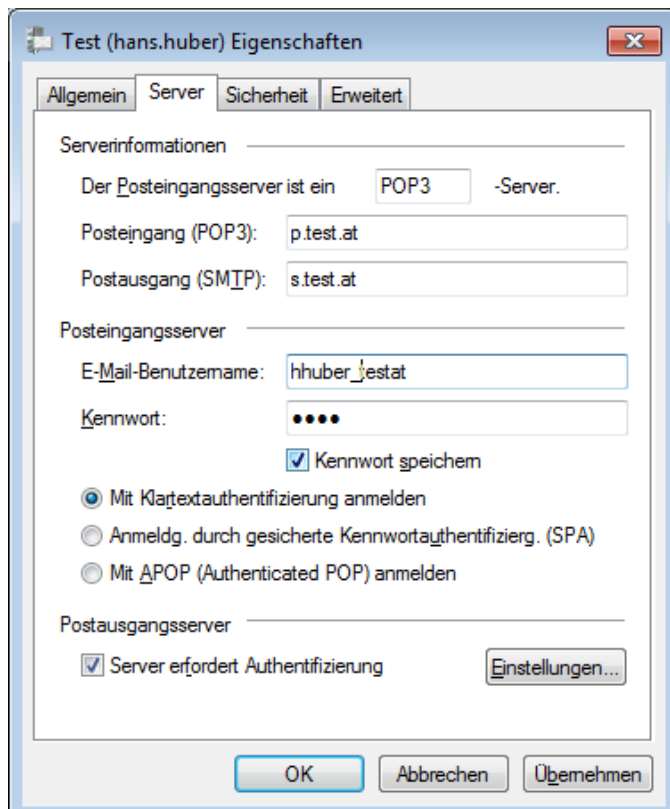 Test (hans.huber) Eigenschaften
Allgemein Server Sicherheit Erweitert
Serverinformationen
Der Posteingangsserver ist ein POP3 -Server.
Posteingang (POP3): p.test.at
Postausgang (SMTP): s.test.at
Posteingangsserver
E-Mail-Benutzername: hhuber_testat
Kennwort: ●●●●
Kennwort speichern
Mit Klartextauthentifizierung anmelden
Anmeldg. durch gesicherte Kennwortauthentifizierg. (SPA)
Mit APOP (Authenticated POP) anmelden
Postausgangsserver
Server erfordert Authentifizierung Einstellungen...
OK Abbrechen Übernehmen